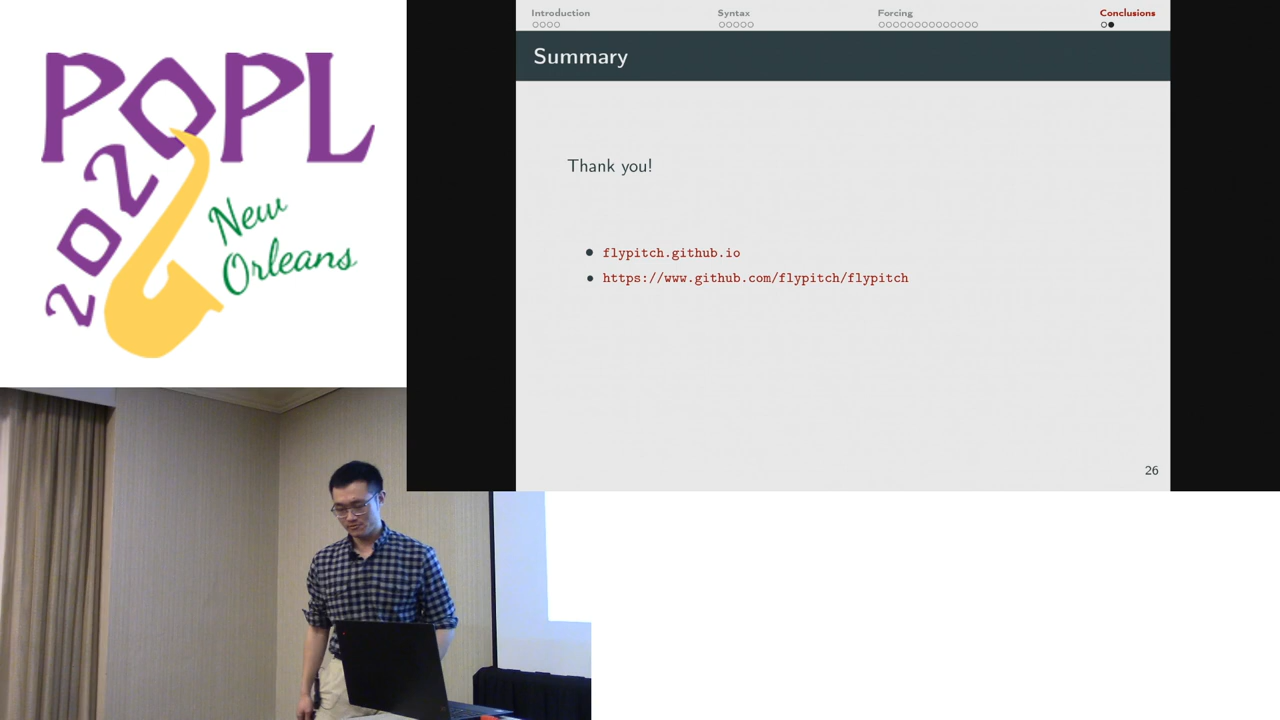 POPL
2020
New
Orleans
Introduction Syntax Forcing Conclusions
Summary
Thank you!
• flypitch.github.io
• https://www.github.com/flypitch/flypitch
26